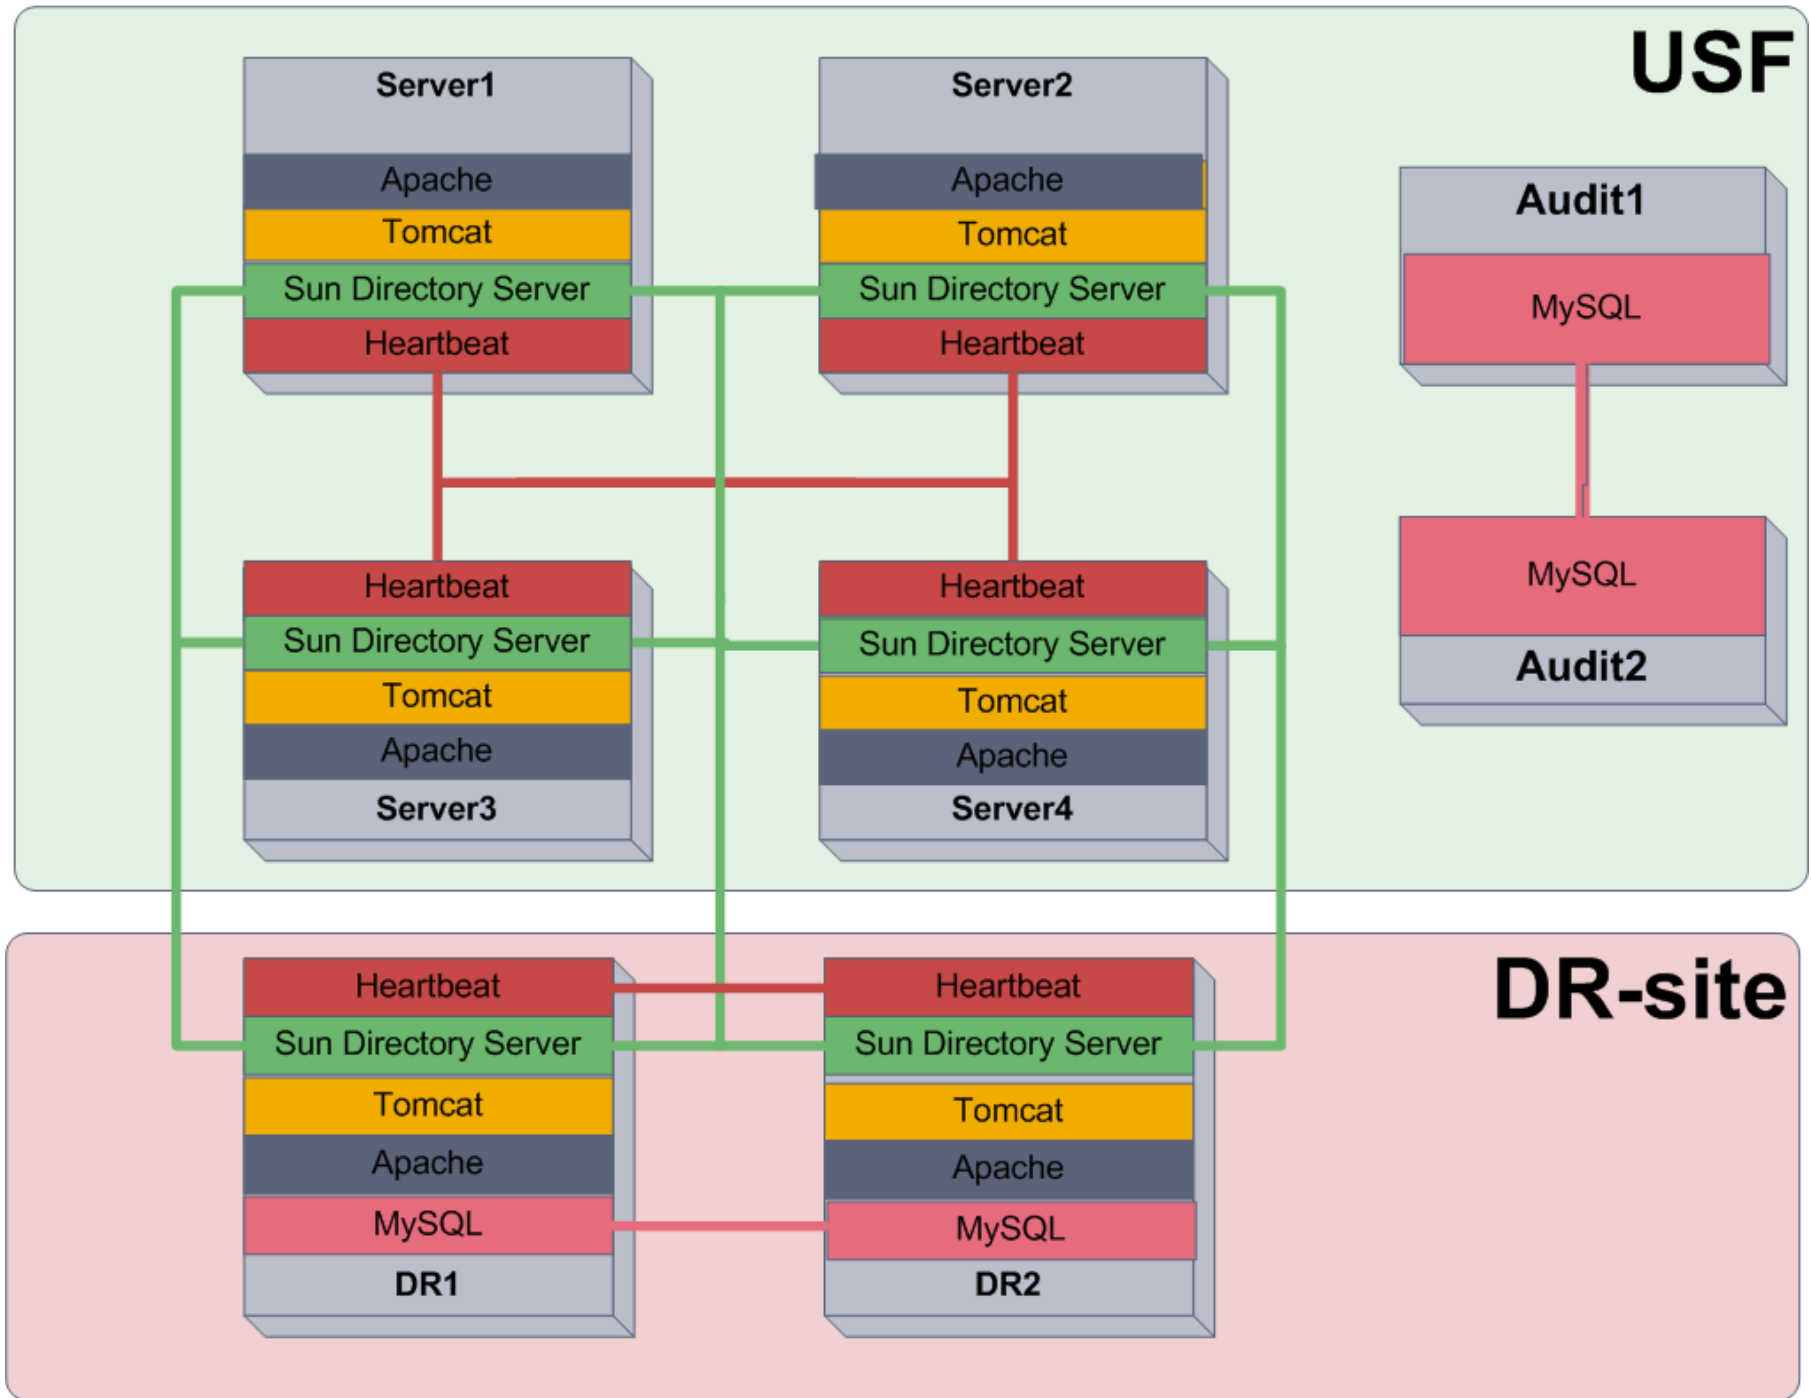 USF
Server1
Apache
Tomcat
Sun Directory Server
Heartbeat
Server2
Apache
Tomcat
Sun Directory Server
Heartbeat
Audit1
MySQL
Heartbeat
Sun Directory Server
Tomcat
Apache
Server3
Heartbeat
Sun Directory Server
Tomcat
Apache
Server4
MySQL
Audit2
DR-site
Heartbeat
Sun Directory Server
Tomcat
Apache
MySQL
DR1
Heartbeat
Sun Directory Server
Tomcat
Apache
MySQL
DR2